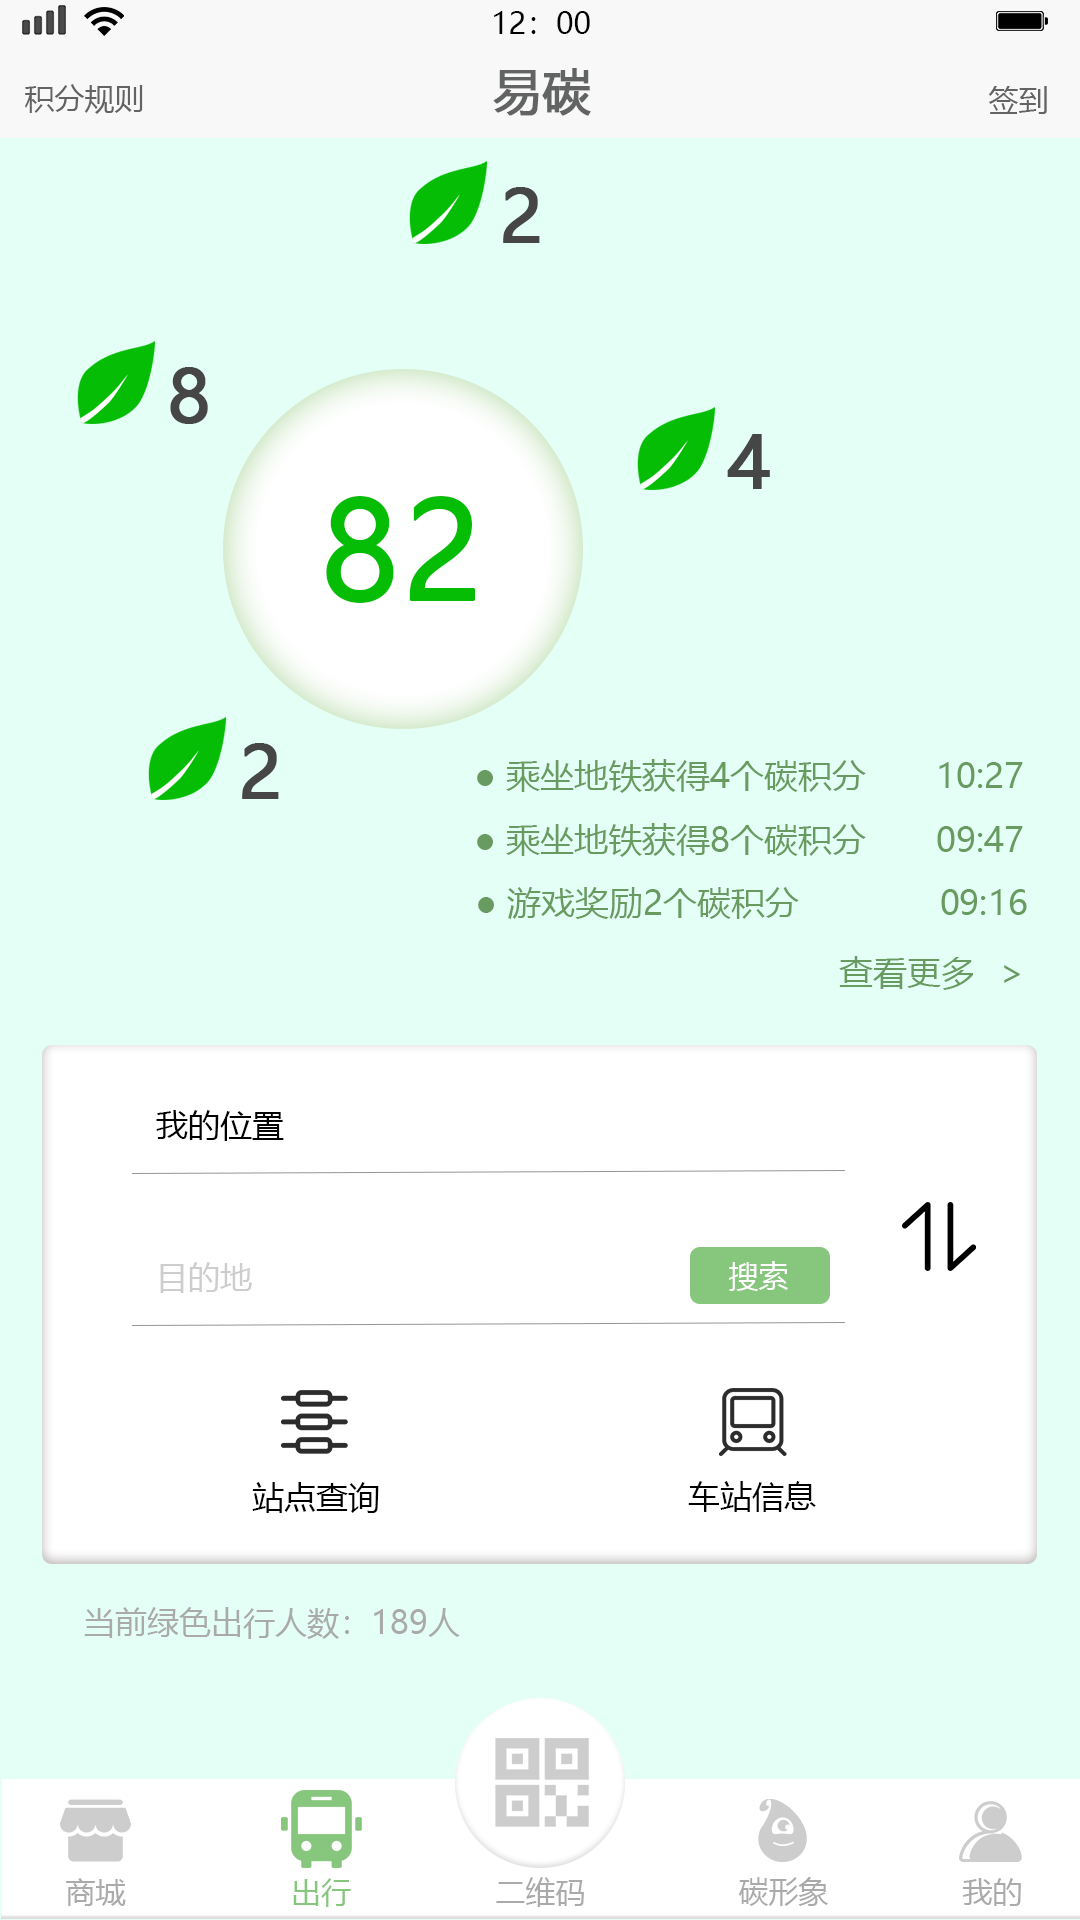 12：00
积分规则 易碳 签到
2
8
4
82
2
乘坐地铁获得4个碳积分 10:27
乘坐地铁获得8个碳积分 09:47
游戏奖励2个碳积分 09:16
查看更多 >
我的位置
目的地 搜索
站点查询 车站信息
当前绿色出行人数：189人
商城 出行 二维码 碳形象 我的